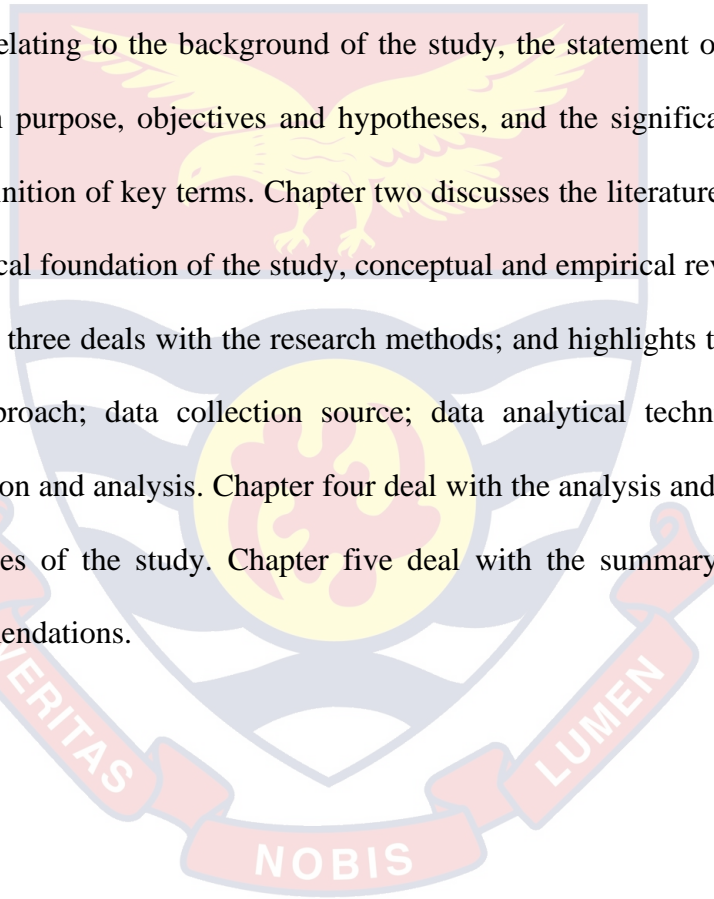 elating to the background of the study, the statement o
purpose, objectives and hypotheses, and the significa
nition of key terms. Chapter two discusses the literature
cal foundation of the study, conceptual and empirical rev
three deals with the research methods; and highlights t
proach; data collection source; data analytical techn
on and analysis. Chapter four deal with the analysis and
es of the study. Chapter five deal with the summary
endations.
VERITAS
NOBIS
LUMEN